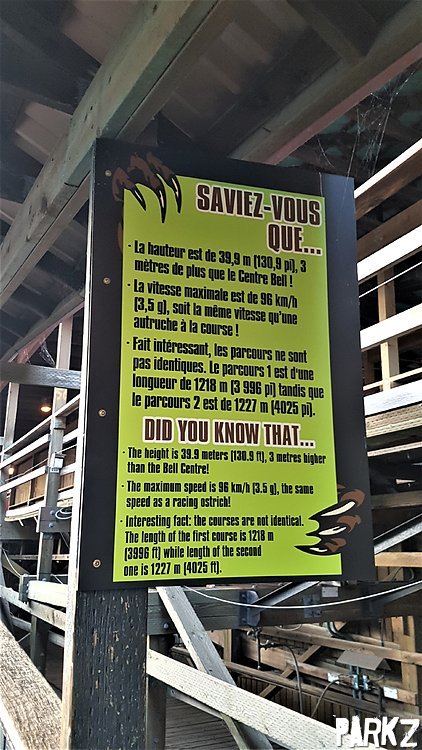 SAVIEZ-VOUS
QUE...
· La hauteur est de 39,9 m (130,9 pi), 3
mètres de plus que le Centre Bell !
· La vitesse maximale est de 96 km/h
(3,5 g), soit la même vitesse qu'une
autruche à la course !
· Fait intéressant, les parcours ne sont
pas identiques. Le parcours 1 est d'une
longueur de 1218 m (3 996 pi) tandis que
le parcours 2 est de 1227 m (4025 pi).
DID YOU KNOW THAT...
· The height is 39.9 meters (130.9 ft), 3 metres higher
than the Bell Centre!
· The maximum speed is 96 km/h (3.5 g), the same
speed as a racing ostrich!
· Interesting fact: the courses are not identical.
The length of the first course is 1218 m
(3996 ft) while length of the second
one is 1227 m (4025 ft).
PARKZ